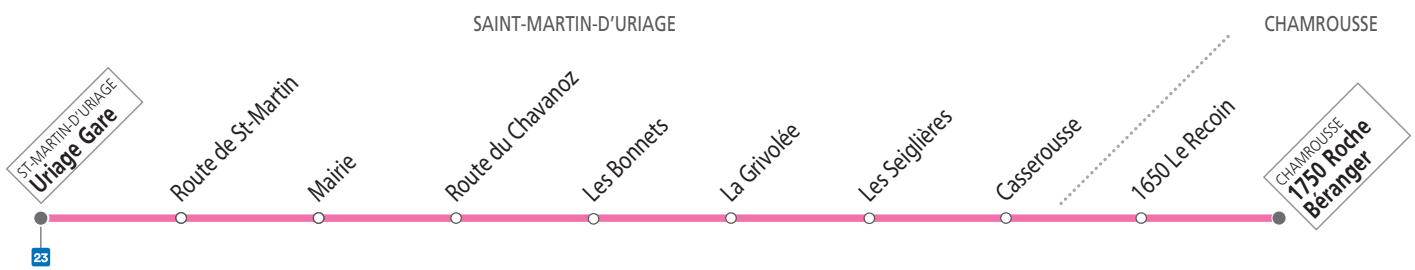 SAINT-MARTIN-D'URIAGE
CHAMROUSSE
ST-MARTIN-D'URIAGE
Uriage Gare
Route de St-Martin
Mairie
Route du Chavanoz
Les Bonnets
La Grivolée
Les Seiglières
Casserousse
1650 Le Recoin
CHAMROUSSE
1750 Roche
Béranger
23